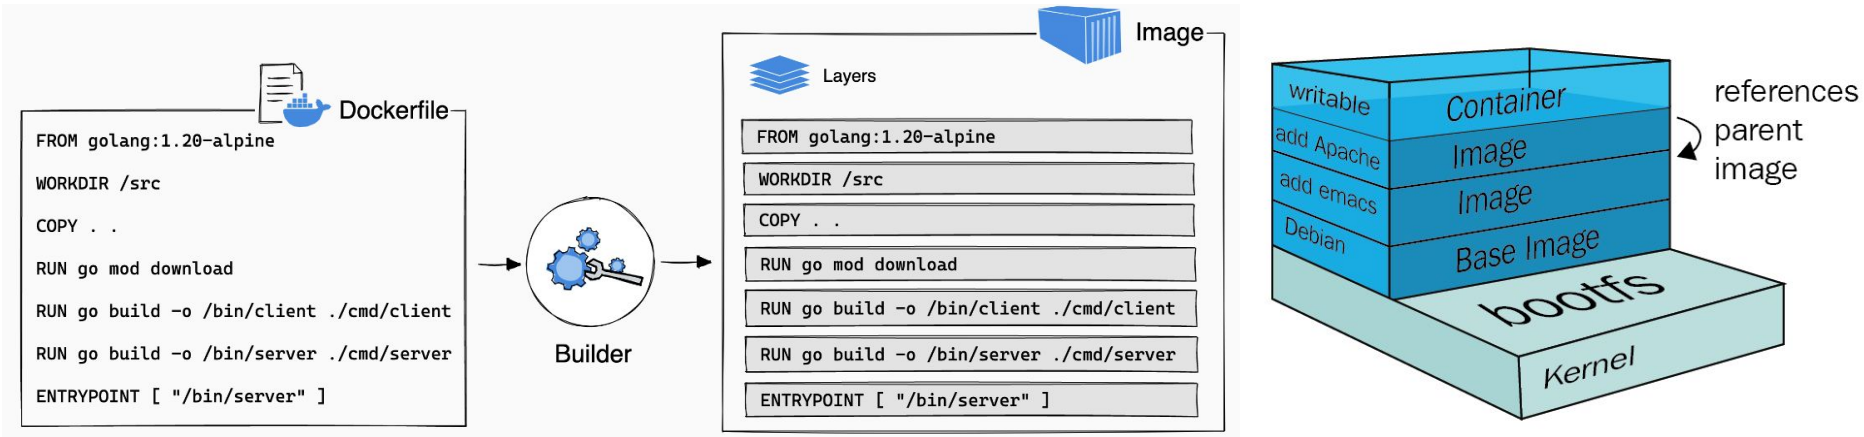 Dockerfile
FROM golang:1.20-alpine
WORKDIR /src
COPY . .
RUN go mod download
RUN go build -o /bin/client ./cmd/client
RUN go build -o /bin/server ./cmd/server
ENTRYPOINT [ "/bin/server" ]
Builder
Image
Layers
FROM golang:1.20-alpine
WORKDIR /src
COPY . .
RUN go mod download
RUN go build -o /bin/client ./cmd/client
RUN go build -o /bin/server ./cmd/server
ENTRYPOINT [ "/bin/server" ]
writable
Container
add Apache
Image
add emacs
Image
Debian
Base Image
bootfs
Kernel
references
parent
image